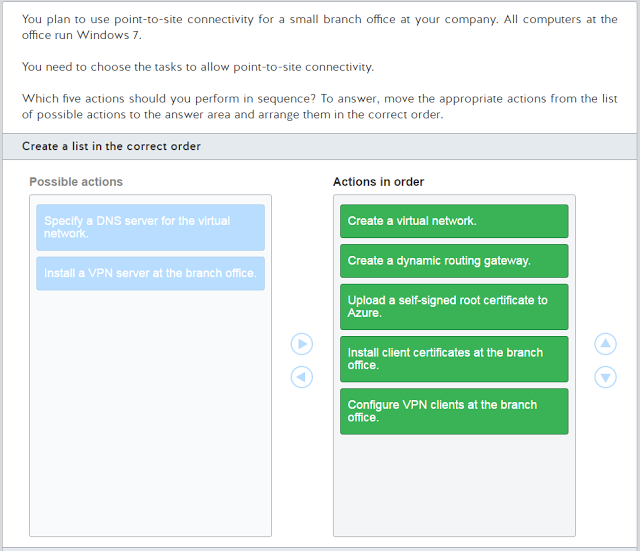 You plan to use point-to-site connectivity for a small branch office at your company. All computers at the
office run Windows 7.
You need to choose the tasks to allow point-to-site connectivity.
Which five actions should you perform in sequence? To answer, move the appropriate actions from the list
of possible actions to the answer area and arrange them in the correct order.
Create a list in the correct order
Possible actions
Specify a DNS server for the virtual
network.
Install a VPN server at the branch office.
Actions in order
Create a virtual network.
Create a dynamic routing gateway.
Upload a self-signed root certificate to
Azure.
Install client certificates at the branch
office.
Configure VPN clients at the branch
office.